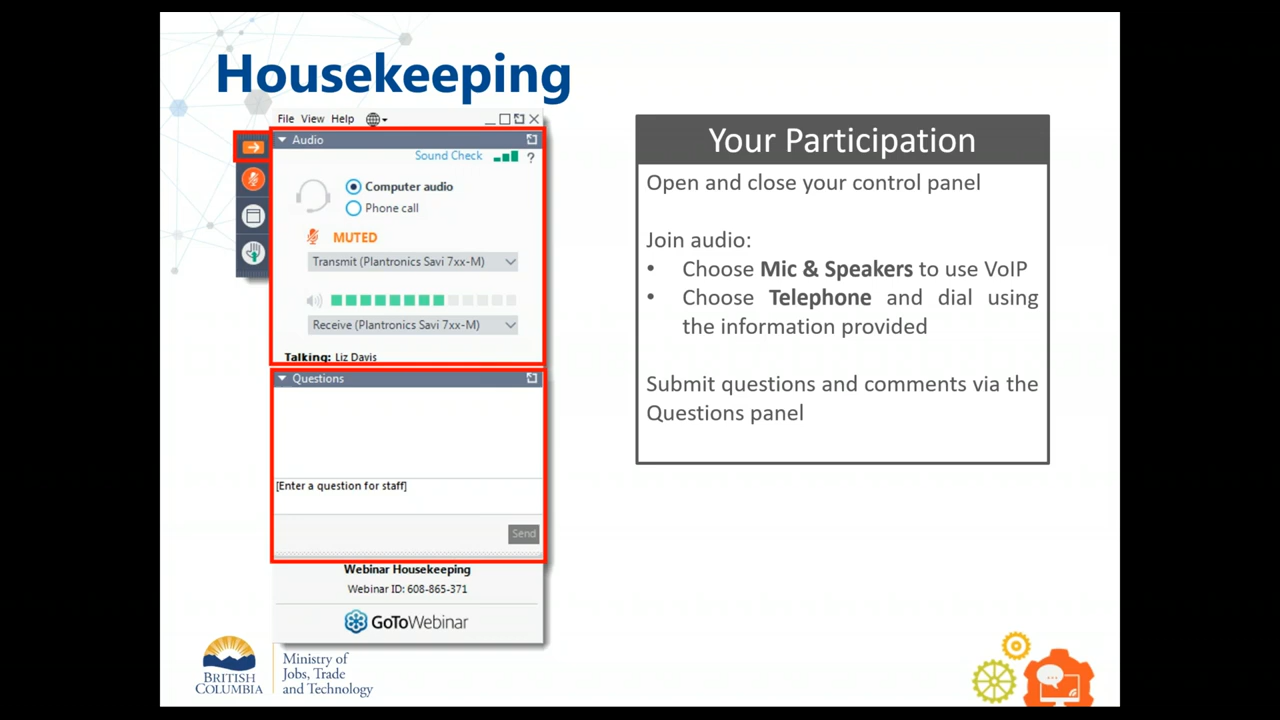 Housekeeping
File View Help
Audio
Sound Check
?
Computer audio
Phone call
MUTED
Transmit (Plantronics Savi 7xx-M)
Receive (Plantronics Savi 7xx-M)
Talking: Liz Davis
Questions
[Enter a question for staff]
Send
Webinar Housekeeping
Webinar ID: 608-865-371
GoToWebinar
Your Participation
Open and close your control panel
Join audio:
• Choose Mic & Speakers to use VoIP
• Choose Telephone and dial using
the information provided
Submit questions and comments via the
Questions panel
BRITISH
COLUMBIA
Ministry of
Jobs, Trade
and Technology